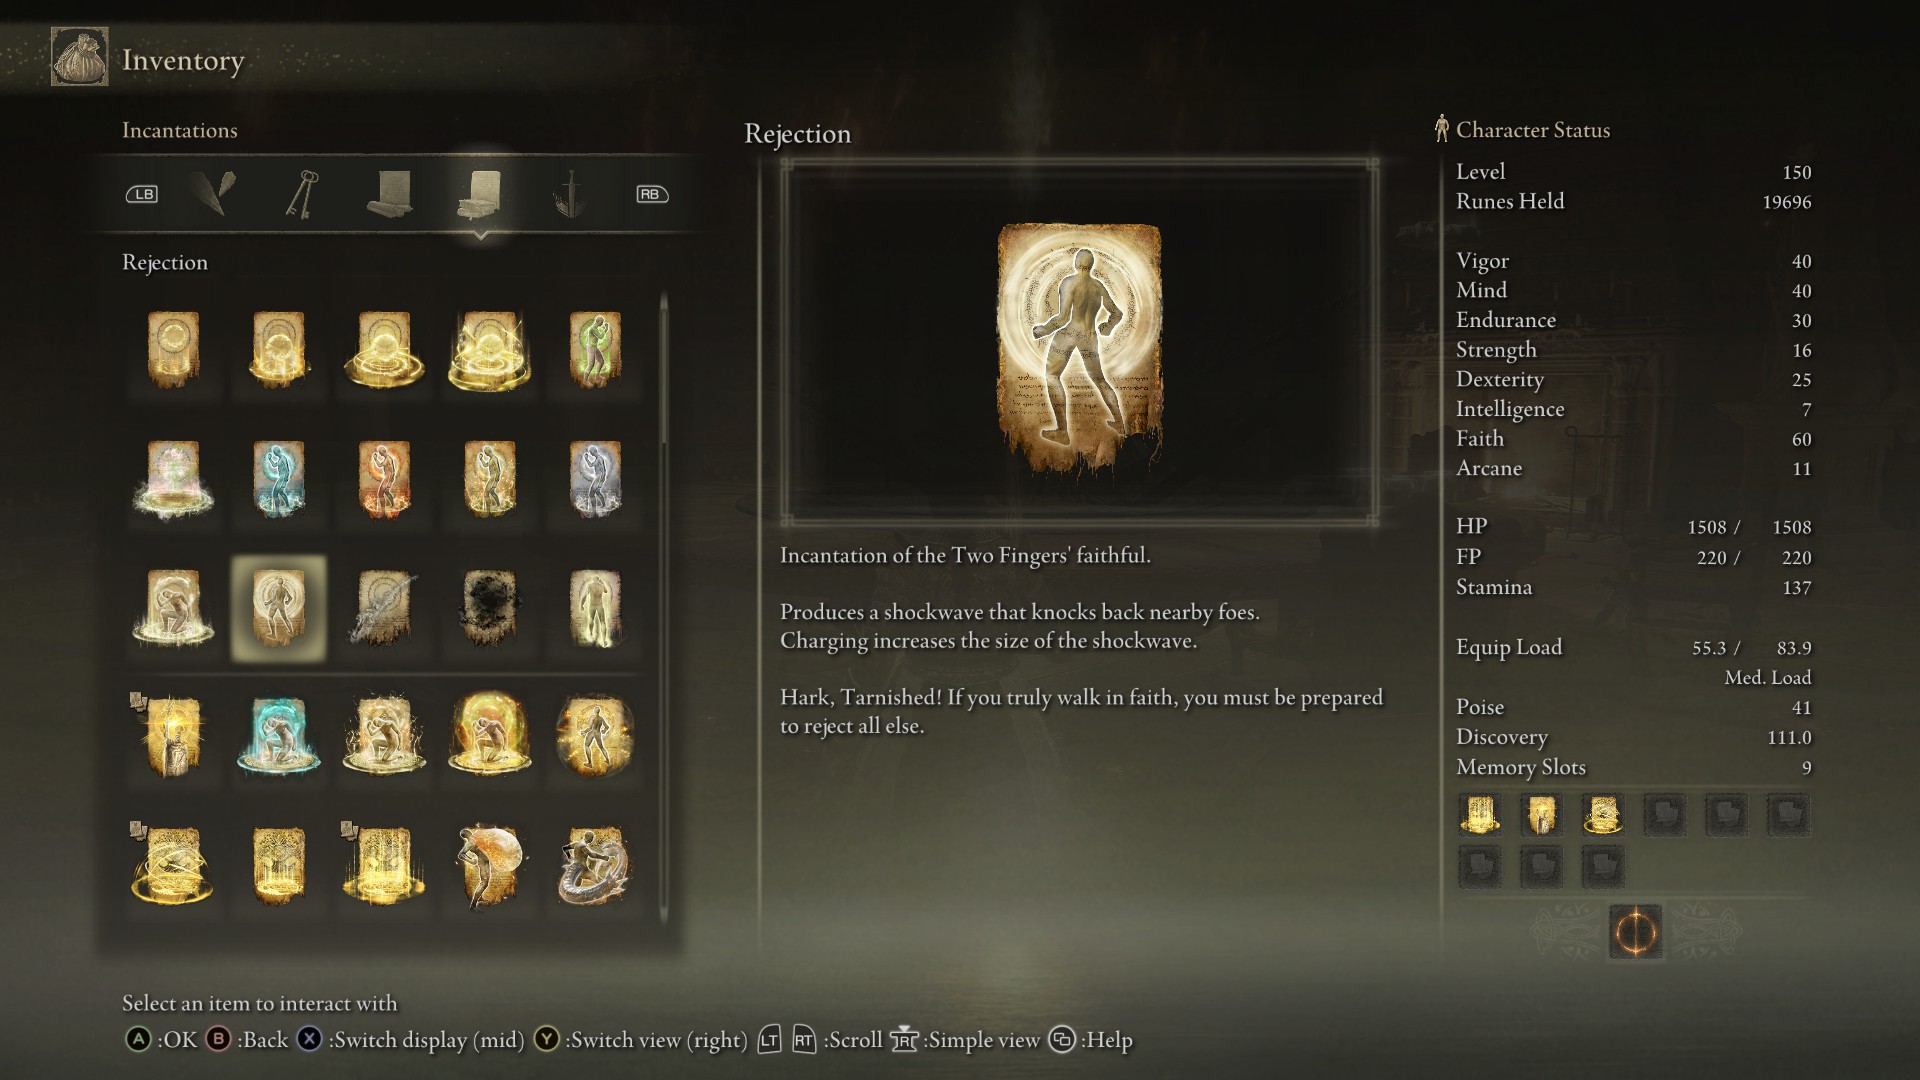 Inventory
Incantations
LB
RB
Rejection
Rejection
Incantation of the Two Fingers' faithful.
Produces a shockwave that knocks back nearby foes.
Charging increases the size of the shockwave.
Hark, Tarnished! If you truly walk in faith, you must be prepared
to reject all else.
Character Status
Level 150
Runes Held 19696
Vigor 40
Mind 40
Endurance 30
Strength 16
Dexterity 25
Intelligence 7
Faith 60
Arcane 11
HP 1508 / 1508
FP 220 / 220
Stamina 137
Equip Load 55.3 / 83.9
Med. Load
Poise 41
Discovery 111.0
Memory Slots 9
Select an item to interact with
A :OK B :Back X :Switch display (mid) Y :Switch view (right) LT RT :Scroll R :Simple view :Help